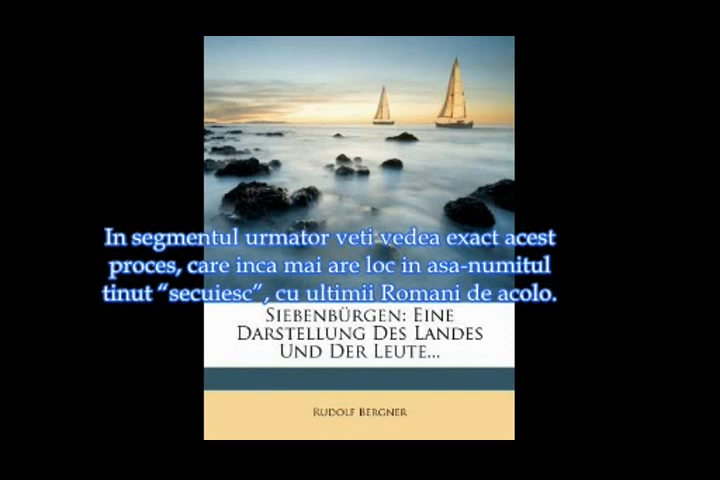 In segmentul urmator veti vedea exact acest
proces, care inca mai are loc in asa-numitul
tinut “secuiesc”, cu ultimii Romani de acolo.
Siebenbürgen: Eine
Darstellung Des Landes
Und Der Leute...
Rudolf Bergner